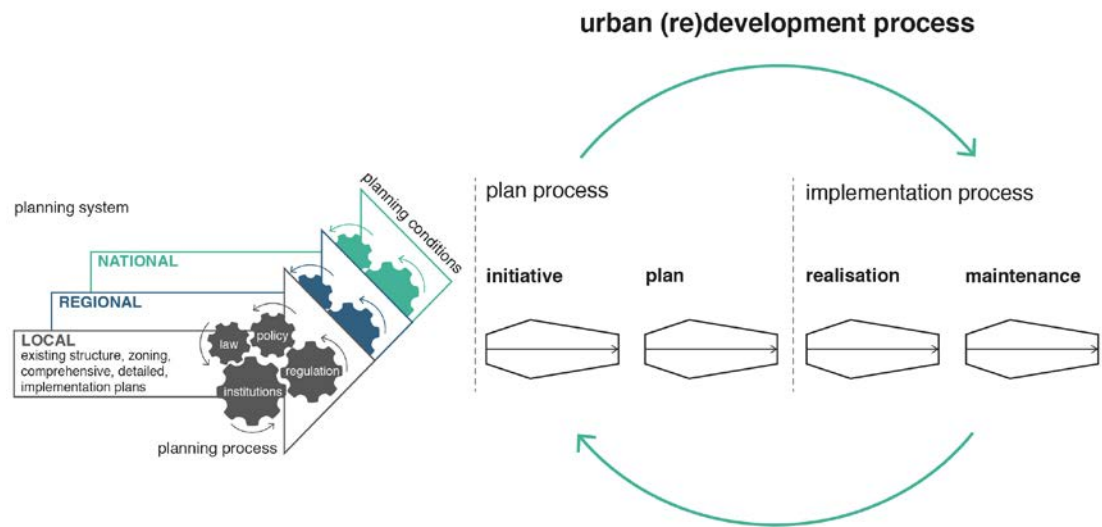 urban (re)development process
planning system
planning conditions
plan process
implementation process
NATIONAL
REGIONAL
LOCAL
existing structure, zoning,
comprehensive, detailed,
implementation plans
law
policy
regulation
institutions
planning process
initiative
plan
realisation
maintenance